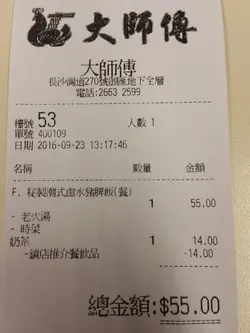 大師傅
大師傅
長沙灣道270號訊匯地下全層
電話:2663 2599
檯號 53 人數 1
單號 400109
日期 2016-09-23 13:17:46
名稱 數量 金額
F. 秘製潮式鹵水豬髀飯(餐) 1 55.00
- 老火湯
- 時菜
奶茶 1 14.00
-鎮店推介餐飲品 -14.00
總金額:$55.00